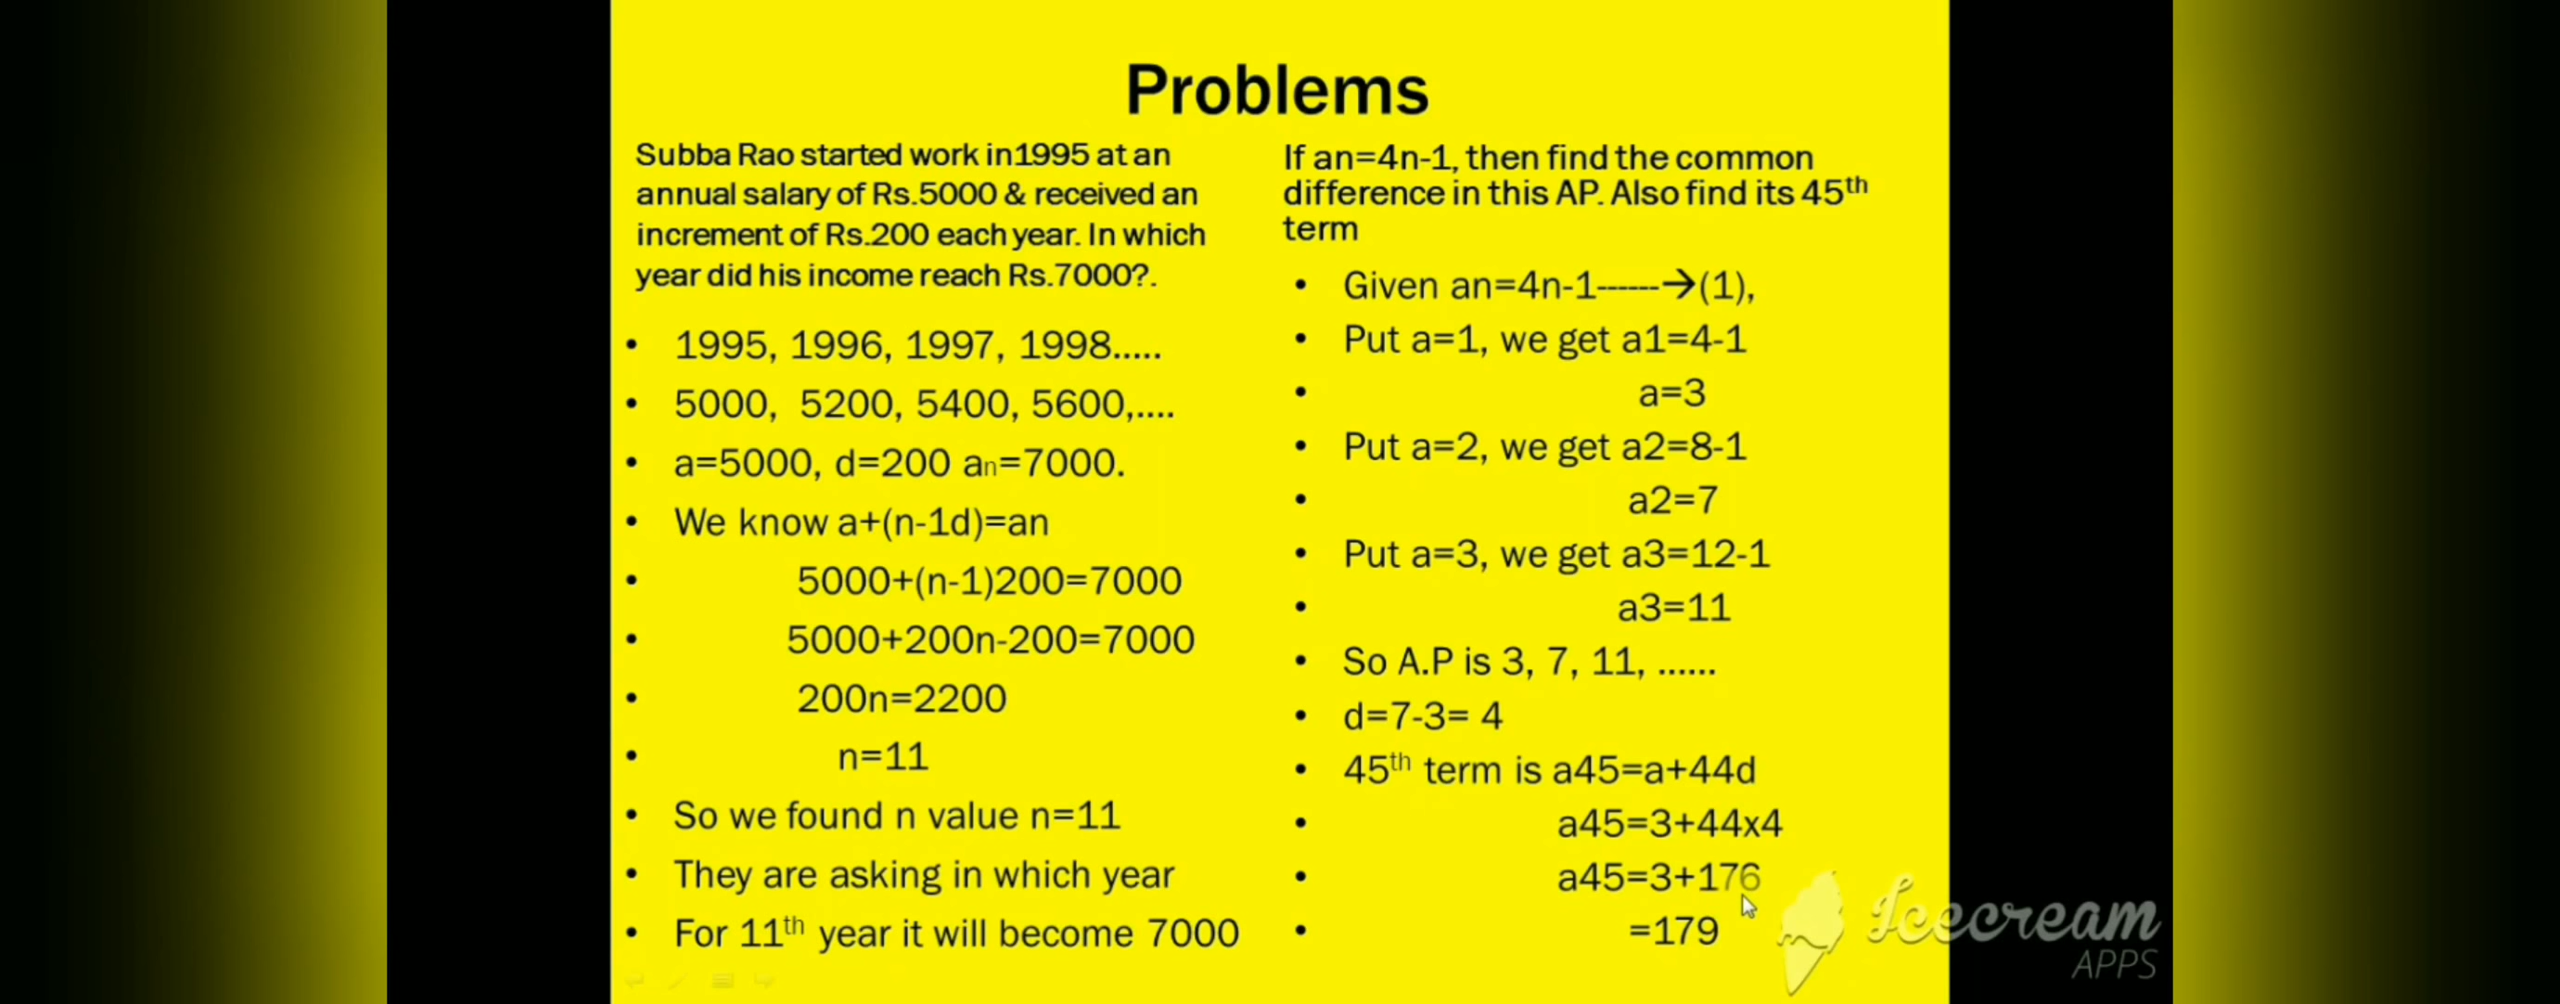 Problems
Subba Rao started work in1995 at an
annual salary of Rs.5000 & received an
increment of Rs.200 each year. In which
year did his income reach Rs.7000?.
• 1995, 1996, 1997, 1998.....
• 5000, 5200, 5400, 5600,....
• a=5000, d=200 an=7000.
• We know a+(n-1d)=an
• 5000+(n-1)200=7000
• 5000+200n-200=7000
• 200n=2200
• n=11
• So we found n value n=11
• They are asking in which year
• For 11th year it will become 7000
If an=4n-1, then find the common
difference in this AP. Also find its 45th
term
• Given an=4n-1------→(1),
• Put a=1, we get a1=4-1
• a=3
• Put a=2, we get a2=8-1
• a2=7
• Put a=3, we get a3=12-1
• a3=11
• So A.P is 3, 7, 11, ......
• d=7-3= 4
• 45th term is a45=a+44d
• a45=3+44x4
• a45=3+176
• =179
Icecream
APPS